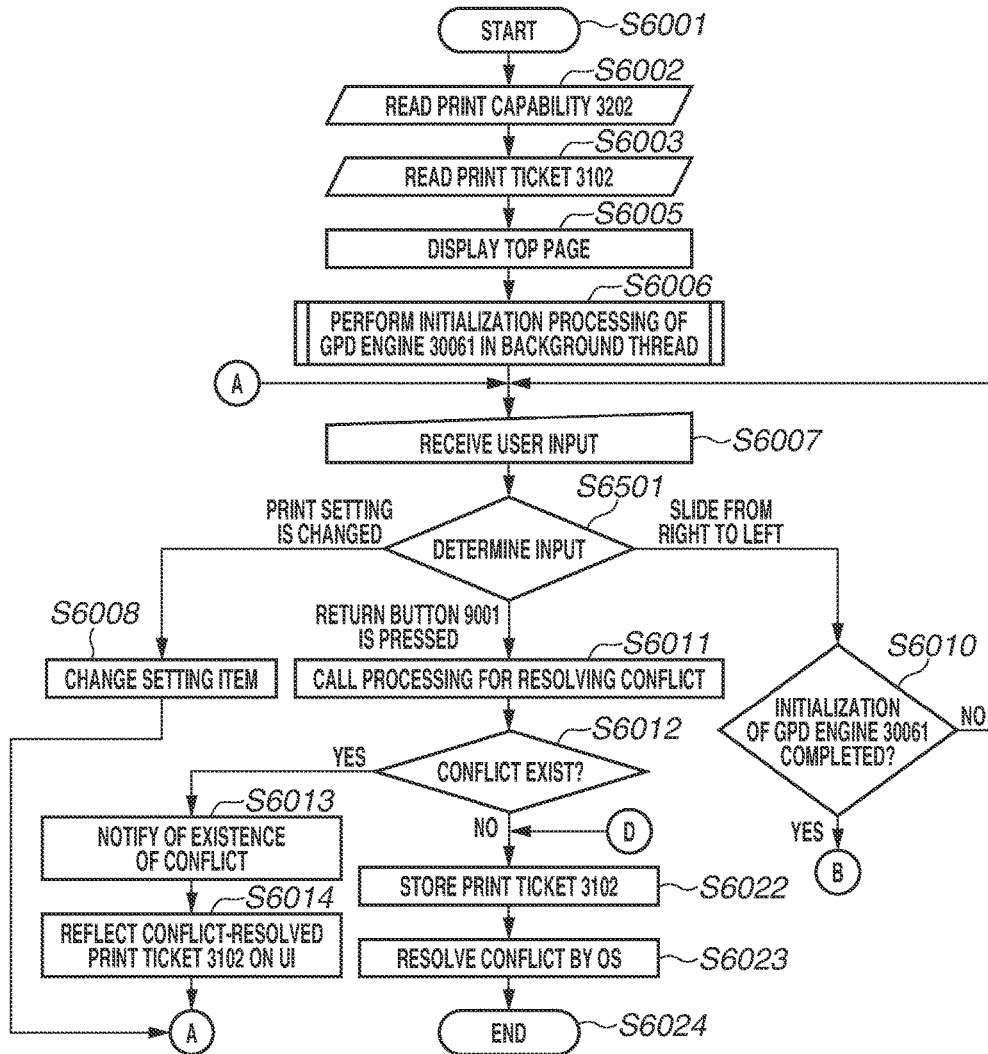 START
S6001
S6002
READ PRINT CAPABILITY 3202
S6003
READ PRINT TICKET 3102
S6005
DISPLAY TOP PAGE
S6006
PERFORM INITIALIZATION PROCESSING OF
GPD ENGINE 30061 IN BACKGROUND THREAD
A
RECEIVE USER INPUT
S6007
S6501
PRINT SETTING
IS CHANGED
DETERMINE INPUT
SLIDE FROM
RIGHT TO LEFT
S6008
CHANGE SETTING ITEM
RETURN BUTTON 9001
IS PRESSED
S6011
CALL PROCESSING FOR RESOLVING CONFLICT
S6010
INITIALIZATION
OF GPD ENGINE 30061
COMPLETED?
NO
YES
B
S6012
YES
CONFLICT EXIST?
NO
D
S6013
NOTIFY OF EXISTENCE
OF CONFLICT
S6014
REFLECT CONFLICT-RESOLVED
PRINT TICKET 3102 ON UI
A
STORE PRINT TICKET 3102
S6022
RESOLVE CONFLICT BY OS
S6023
END
S6024